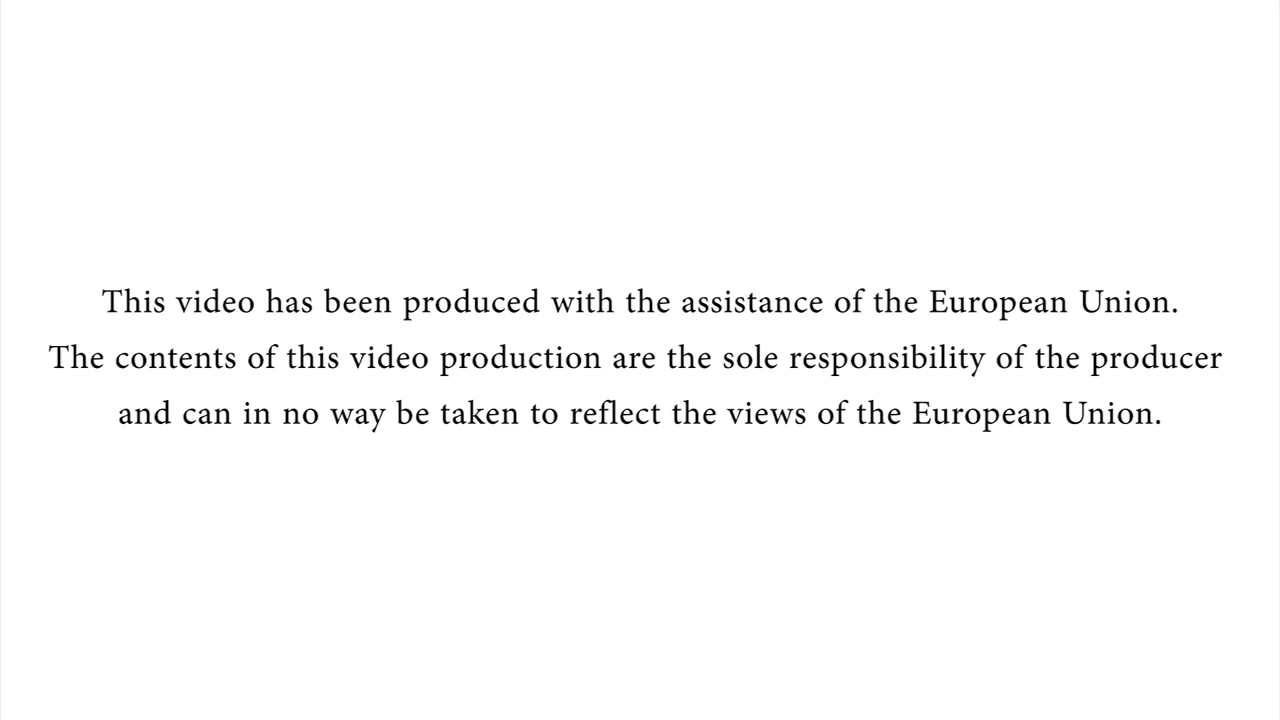 This video has been produced with the assistance of the European Union.
The contents of this video production are the sole responsibility of the producer
and can in no way be taken to reflect the views of the European Union.